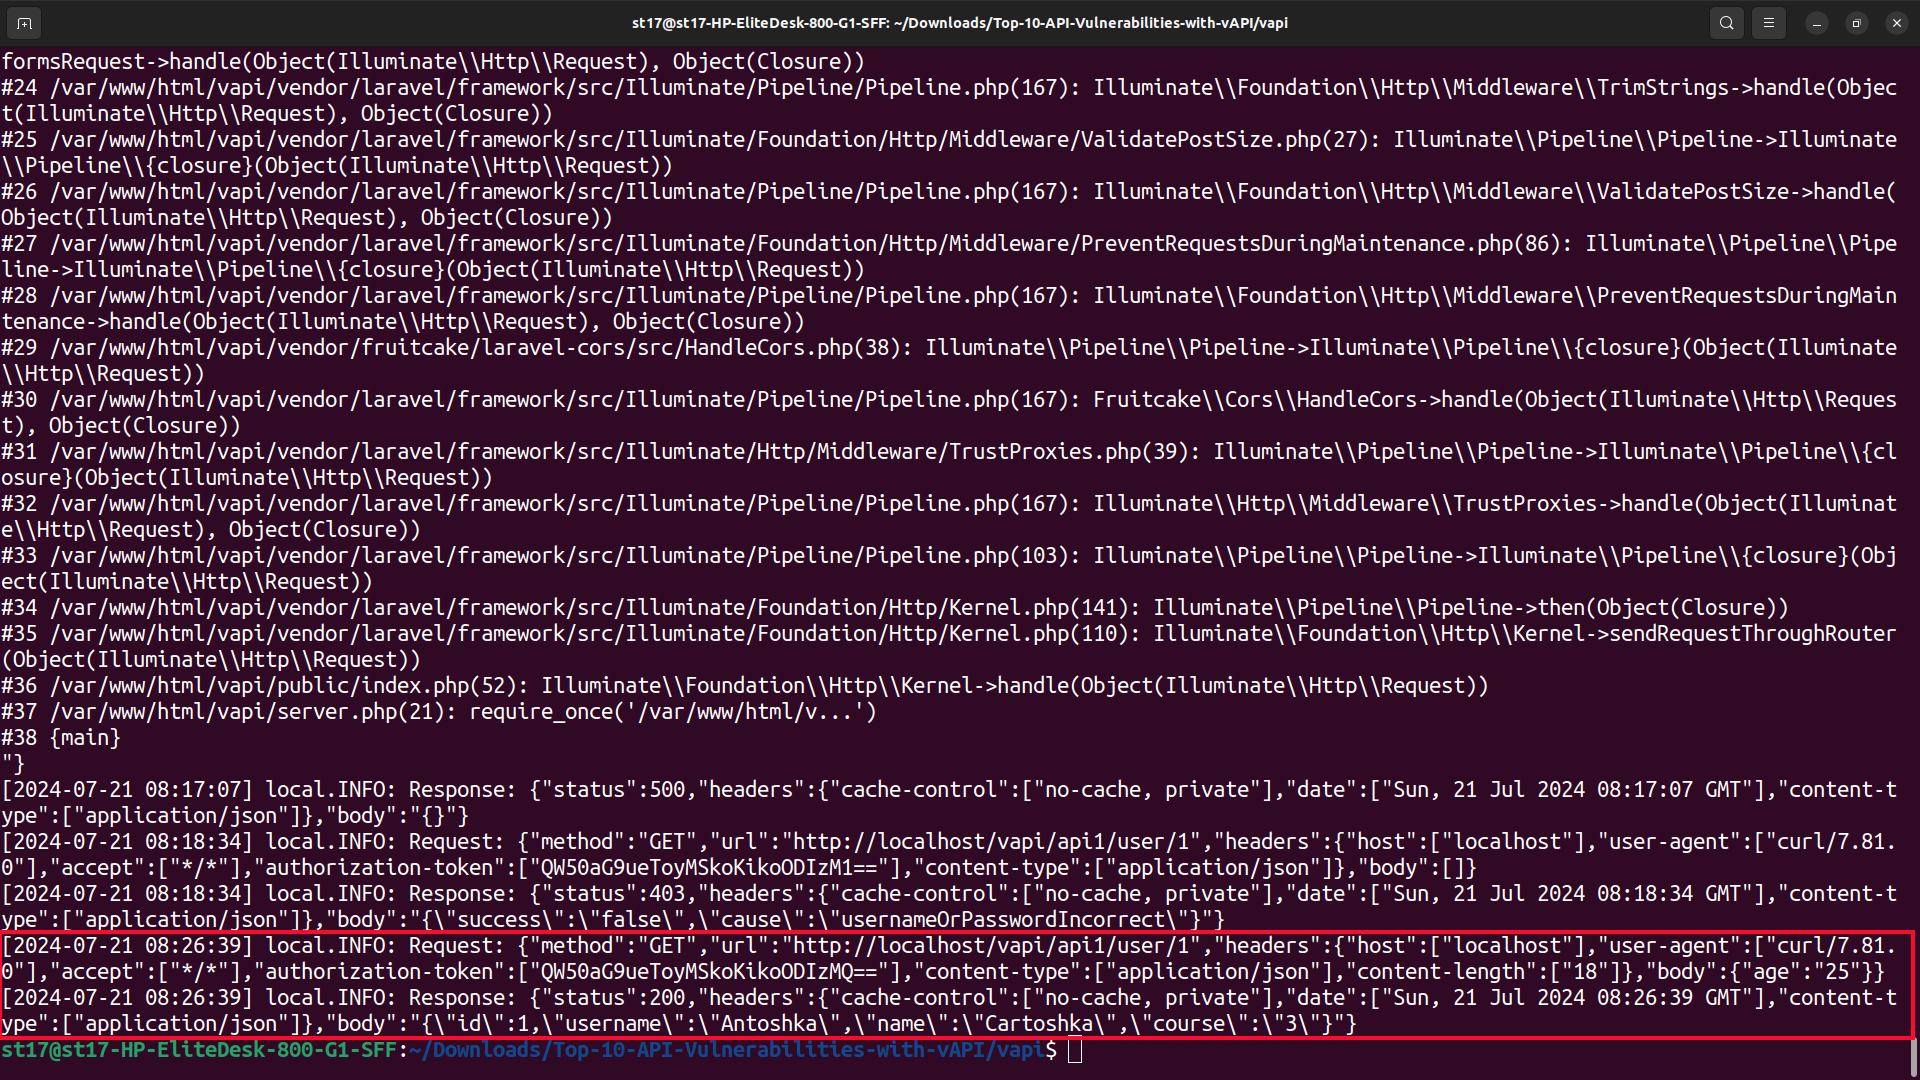 st17@st17-HP-EliteDesk-800-G1-SFF: ~/Downloads/Top-10-API-Vulnerabilities-with-vAPI/vapi
formsRequest->handle(Object(Illuminate\\Http\\Request), Object(Closure))
#24 /var/www/html/vapi/vendor/laravel/framework/src/Illuminate/Pipeline/Pipeline.php(167): Illuminate\\Foundation\\Http\\Middleware\\TrimStrings->handle(Objec
t(Illuminate\\Http\\Request), Object(Closure))
#25 /var/www/html/vapi/vendor/laravel/framework/src/Illuminate/Foundation/Http/Middleware/ValidatePostSize.php(27): Illuminate\\Pipeline\\Pipeline->Illuminate
\\Pipeline\\{closure}(Object(Illuminate\\Http\\Request))
#26 /var/www/html/vapi/vendor/laravel/framework/src/Illuminate/Pipeline/Pipeline.php(167): Illuminate\\Foundation\\Http\\Middleware\\ValidatePostSize->handle(
Object(Illuminate\\Http\\Request), Object(Closure))
#27 /var/www/html/vapi/vendor/laravel/framework/src/Illuminate/Foundation/Http/Middleware/PreventRequestsDuringMaintenance.php(86): Illuminate\\Pipeline\\Pipe
line->Illuminate\\Pipeline\\{closure}(Object(Illuminate\\Http\\Request))
#28 /var/www/html/vapi/vendor/laravel/framework/src/Illuminate/Pipeline/Pipeline.php(167): Illuminate\\Foundation\\Http\\Middleware\\PreventRequestsDuringMain
tenance->handle(Object(Illuminate\\Http\\Request), Object(Closure))
#29 /var/www/html/vapi/vendor/fruitcake/laravel-cors/src/HandleCors.php(38): Illuminate\\Pipeline\\Pipeline->Illuminate\\Pipeline\\{closure}(Object(Illuminate
\\Http\\Request))
#30 /var/www/html/vapi/vendor/laravel/framework/src/Illuminate/Pipeline/Pipeline.php(167): Fruitcake\\Cors\\HandleCors->handle(Object(Illuminate\\Http\\Reques
t), Object(Closure))
#31 /var/www/html/vapi/vendor/laravel/framework/src/Illuminate/Http/Middleware/TrustProxies.php(39): Illuminate\\Pipeline\\Pipeline->Illuminate\\Pipeline\\{cl
osure}(Object(Illuminate\\Http\\Request))
#32 /var/www/html/vapi/vendor/laravel/framework/src/Illuminate/Pipeline/Pipeline.php(167): Illuminate\\Http\\Middleware\\TrustProxies->handle(Object(Illuminat
e\\Http\\Request), Object(Closure))
#33 /var/www/html/vapi/vendor/laravel/framework/src/Illuminate/Pipeline/Pipeline.php(103): Illuminate\\Pipeline\\Pipeline->Illuminate\\Pipeline\\{closure}(Obj
ect(Illuminate\\Http\\Request))
#34 /var/www/html/vapi/vendor/laravel/framework/src/Illuminate/Foundation/Http/Kernel.php(141): Illuminate\\Pipeline\\Pipeline->then(Object(Closure))
#35 /var/www/html/vapi/vendor/laravel/framework/src/Illuminate/Foundation/Http/Kernel.php(110): Illuminate\\Foundation\\Http\\Kernel->sendRequestThroughRouter
(Object(Illuminate\\Http\\Request))
#36 /var/www/html/vapi/public/index.php(52): Illuminate\\Foundation\\Http\\Kernel->handle(Object(Illuminate\\Http\\Request))
#37 /var/www/html/vapi/server.php(21): require_once('/var/www/html/v...')
#38 {main}
"}
[2024-07-21 08:17:07] local.INFO: Response: {"status":500,"headers":{"cache-control":["no-cache, private"],"date":["Sun, 21 Jul 2024 08:17:07 GMT"],"content-t
ype":["application/json"]},"body":"{}"}
[2024-07-21 08:18:34] local.INFO: Request: {"method":"GET","url":"http://localhost/vapi/api1/user/1","headers":{"host":["localhost"],"user-agent":["curl/7.81.
0"],"accept":["*/*"],"authorization-token":["QW50aG9ueToyMSkoKikoODIzM1=="],"content-type":["application/json"]},"body":[]}
[2024-07-21 08:18:34] local.INFO: Response: {"status":403,"headers":{"cache-control":["no-cache, private"],"date":["Sun, 21 Jul 2024 08:18:34 GMT"],"content-t
ype":["application/json"]},"body":"{\"success\":\"false\",\"cause\":\"usernameOrPasswordIncorrect\"}"}
[2024-07-21 08:26:39] local.INFO: Request: {"method":"GET","url":"http://localhost/vapi/api1/user/1","headers":{"host":["localhost"],"user-agent":["curl/7.81.
0"],"accept":["*/*"],"authorization-token":["QW50aG9ueToyMSkoKikoODIzMQ=="],"content-type":["application/json"],"content-length":["18"]},"body":{"age":"25"}}
[2024-07-21 08:26:39] local.INFO: Response: {"status":200,"headers":{"cache-control":["no-cache, private"],"date":["Sun, 21 Jul 2024 08:26:39 GMT"],"content-t
ype":["application/json"]},"body":"{\"id\":1,\"username\":\"Antoshka\",\"name\":\"Cartoshka\",\"course\":\"3\"}"}
st17@st17-HP-EliteDesk-800-G1-SFF:~/Downloads/Top-10-API-Vulnerabilities-with-vAPI/vapi$